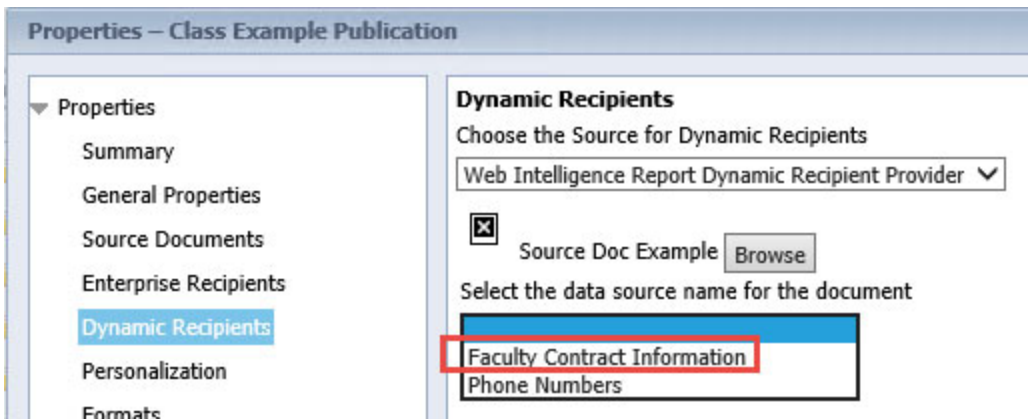 Properties – Class Example Publication
Properties
Summary
General Properties
Source Documents
Enterprise Recipients
Dynamic Recipients
Personalization
Formats
Dynamic Recipients
Choose the Source for Dynamic Recipients
Web Intelligence Report Dynamic Recipient Provider
Source Doc Example Browse
Select the data source name for the document
Faculty Contract Information
Phone Numbers